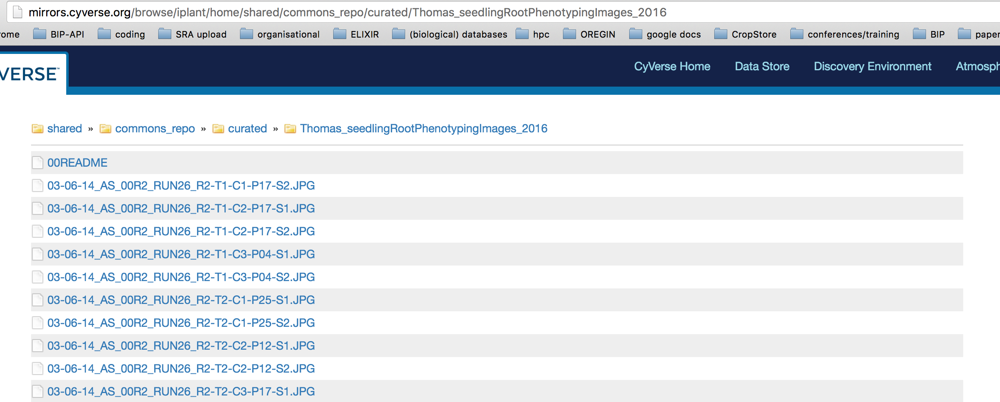 mirrors.cyverse.org/browse/iplant/home/shared/commons_repo/curated/Thomas_seedlingRootPhenotypingImages_2016
ome BIP-API coding SRA upload organisational ELIXIR (biological) databases hpc OREGIN google docs CropStore conferences/training BIP paper
VERSE™ CyVerse Home Data Store Discovery Environment Atmosph
shared » commons_repo » curated » Thomas_seedlingRootPhenotypingImages_2016
00README
03-06-14_AS_00R2_RUN26_R2-T1-C1-P17-S2.JPG
03-06-14_AS_00R2_RUN26_R2-T1-C2-P17-S1.JPG
03-06-14_AS_00R2_RUN26_R2-T1-C2-P17-S2.JPG
03-06-14_AS_00R2_RUN26_R2-T1-C3-P04-S1.JPG
03-06-14_AS_00R2_RUN26_R2-T1-C3-P04-S2.JPG
03-06-14_AS_00R2_RUN26_R2-T2-C1-P25-S1.JPG
03-06-14_AS_00R2_RUN26_R2-T2-C1-P25-S2.JPG
03-06-14_AS_00R2_RUN26_R2-T2-C2-P12-S1.JPG
03-06-14_AS_00R2_RUN26_R2-T2-C2-P12-S2.JPG
03-06-14_AS_00R2_RUN26_R2-T2-C3-P17-S1.JPG